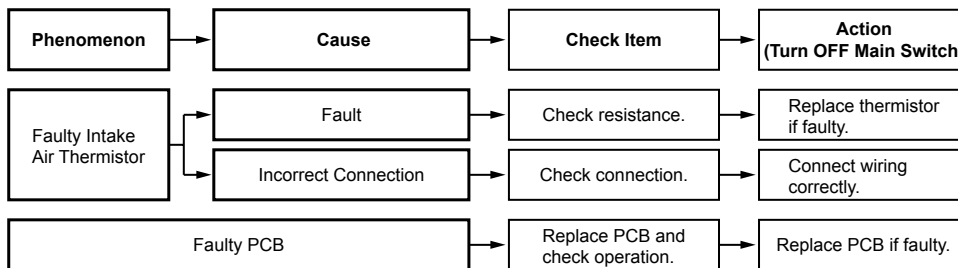 Phenomenon
Cause
Check Item
Action
(Turn OFF Main Switch
Faulty Intake
Air Thermistor
Fault
Check resistance.
Replace thermistor
if faulty.
Incorrect Connection
Check connection.
Connect wiring
correctly.
Faulty PCB
Replace PCB and
check operation.
Replace PCB if faulty.